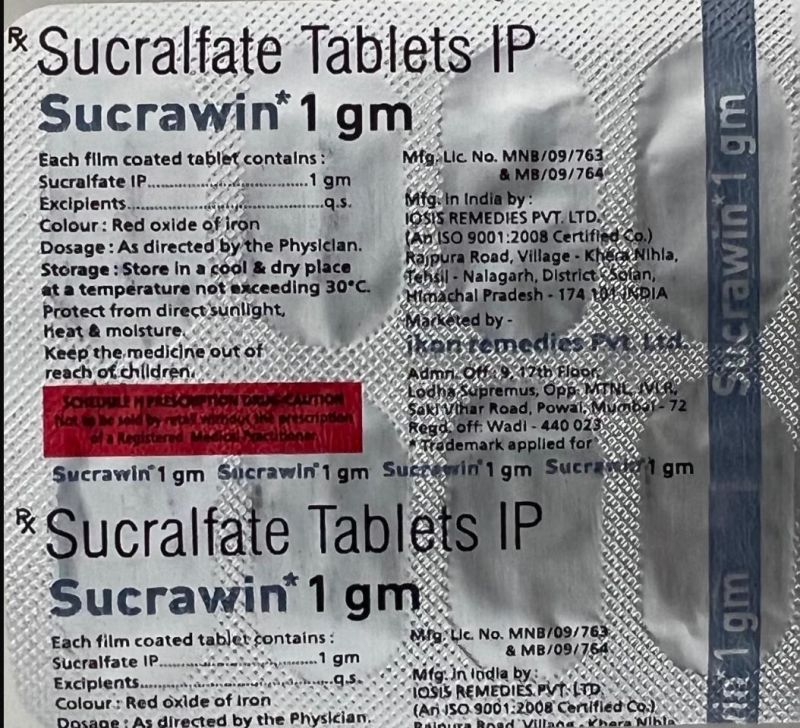 Rx Sucralfate Tablets IP
Sucrawin* 1 gm
Each film coated tablet contains :
Sucralfate IP..............................1 gm
Excipients....................................q.s.
Colour : Red oxide of iron
Dosage : As directed by the Physician.
Storage : Store in a cool & dry place
at a temperature not exceeding 30°C.
Protect from direct sunlight,
Heat & moisture.
Keep the medicine out of
reach of children.
SCHEDULE H PRESCRIPTION DRUG-CAUTION
Not to be sold by retail without the prescription
of a Registered Medical Practitioner
Mfg. Lic. No. MNB/09/763
& MB/09/764
Mfg. in India by :
IOSIS REMEDIES PVT. LTD.
(An ISO 9001:2008 Certified Co.)
Rajpura Road, Village - Khera Nihla,
Tehsil - Nalagarh, District - Solan,
Himachal Pradesh - 174 101 INDIA
Marketed by -
ikon remedies Pvt. Ltd.
Admn. Off : 9, 17th Floor,
Lodha Supremus, Opp. MTNL, JVLR,
Saki Vihar Road, Powai, Mumbai - 72
Regd. off: Wadi - 440 023
* Trademark applied for
Sucrawin* 1 gm Sucrawin* 1 gm Sucrawin* 1 gm Sucrawin* 1 gm
Rx Sucralfate Tablets IP
Sucrawin* 1 gm
Each film coated tablet contains :
Sucralfate IP..............................1 gm
Excipients....................................q.s.
Colour : Red oxide of iron
Dosage : As directed by the Physician.
Mfg. Lic. No. MNB/09/763
& MB/09/764
Mfg. in India by :
IOSIS REMEDIES PVT. LTD.
(An ISO 9001:2008 Certified Co.)
Rajpura Road, Village - Khera Nihla
Sucrawin* 1 gm
in* 1 gm